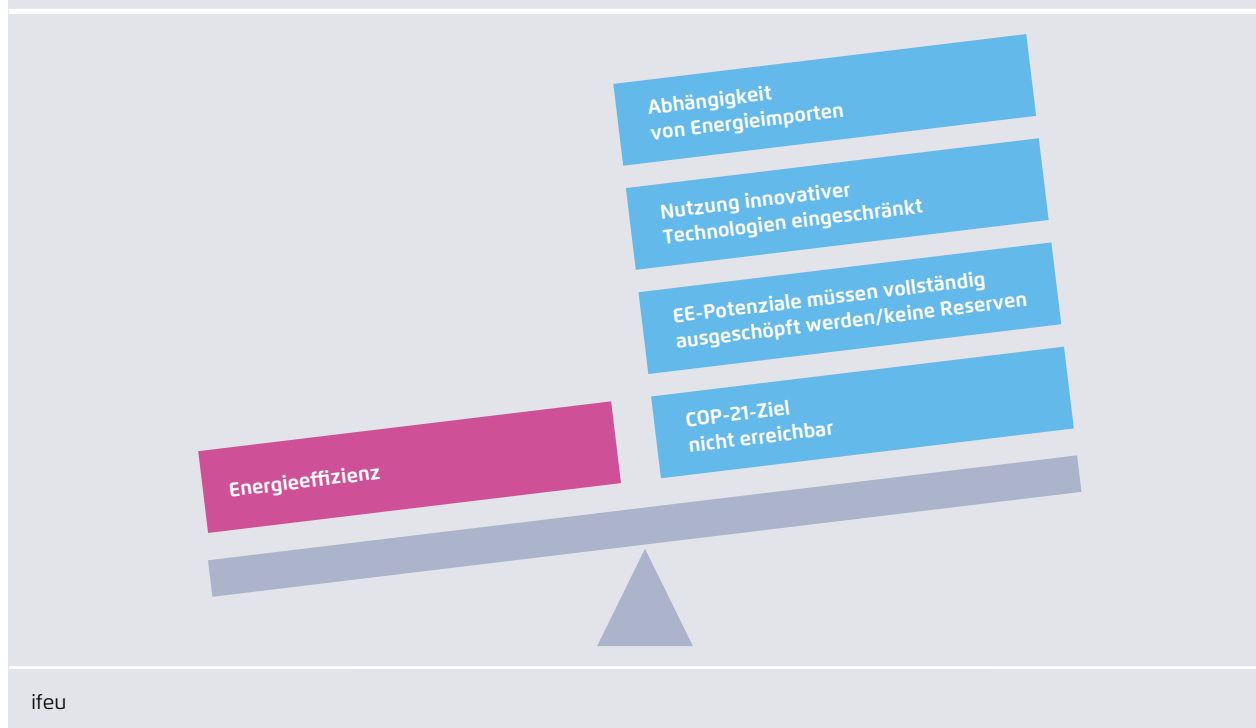 Abhängigkeit
von Energieimporten
Nutzung innovativer
Technologien eingeschränkt
EE-Potenziale müssen vollständig
ausgeschöpft werden/keine Reserven
COP-21-Ziel
nicht erreichbar
Energieeffizienz
ifeu